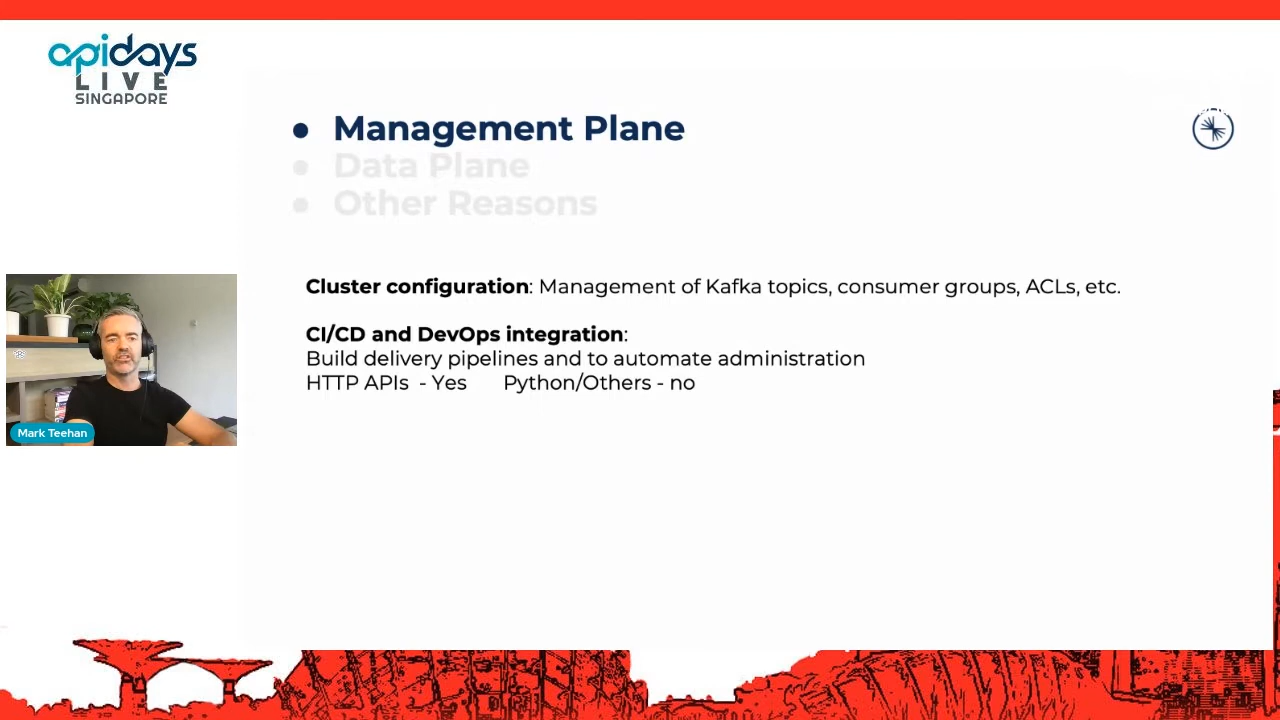 apidays
LIVE
SINGAPORE
● Management Plane
● Data Plane
● Other Reasons
Cluster configuration: Management of Kafka topics, consumer groups, ACLs, etc.
CI/CD and DevOps integration:
Build delivery pipelines and to automate administration
HTTP APIs - Yes Python/Others - no
Mark Teehan